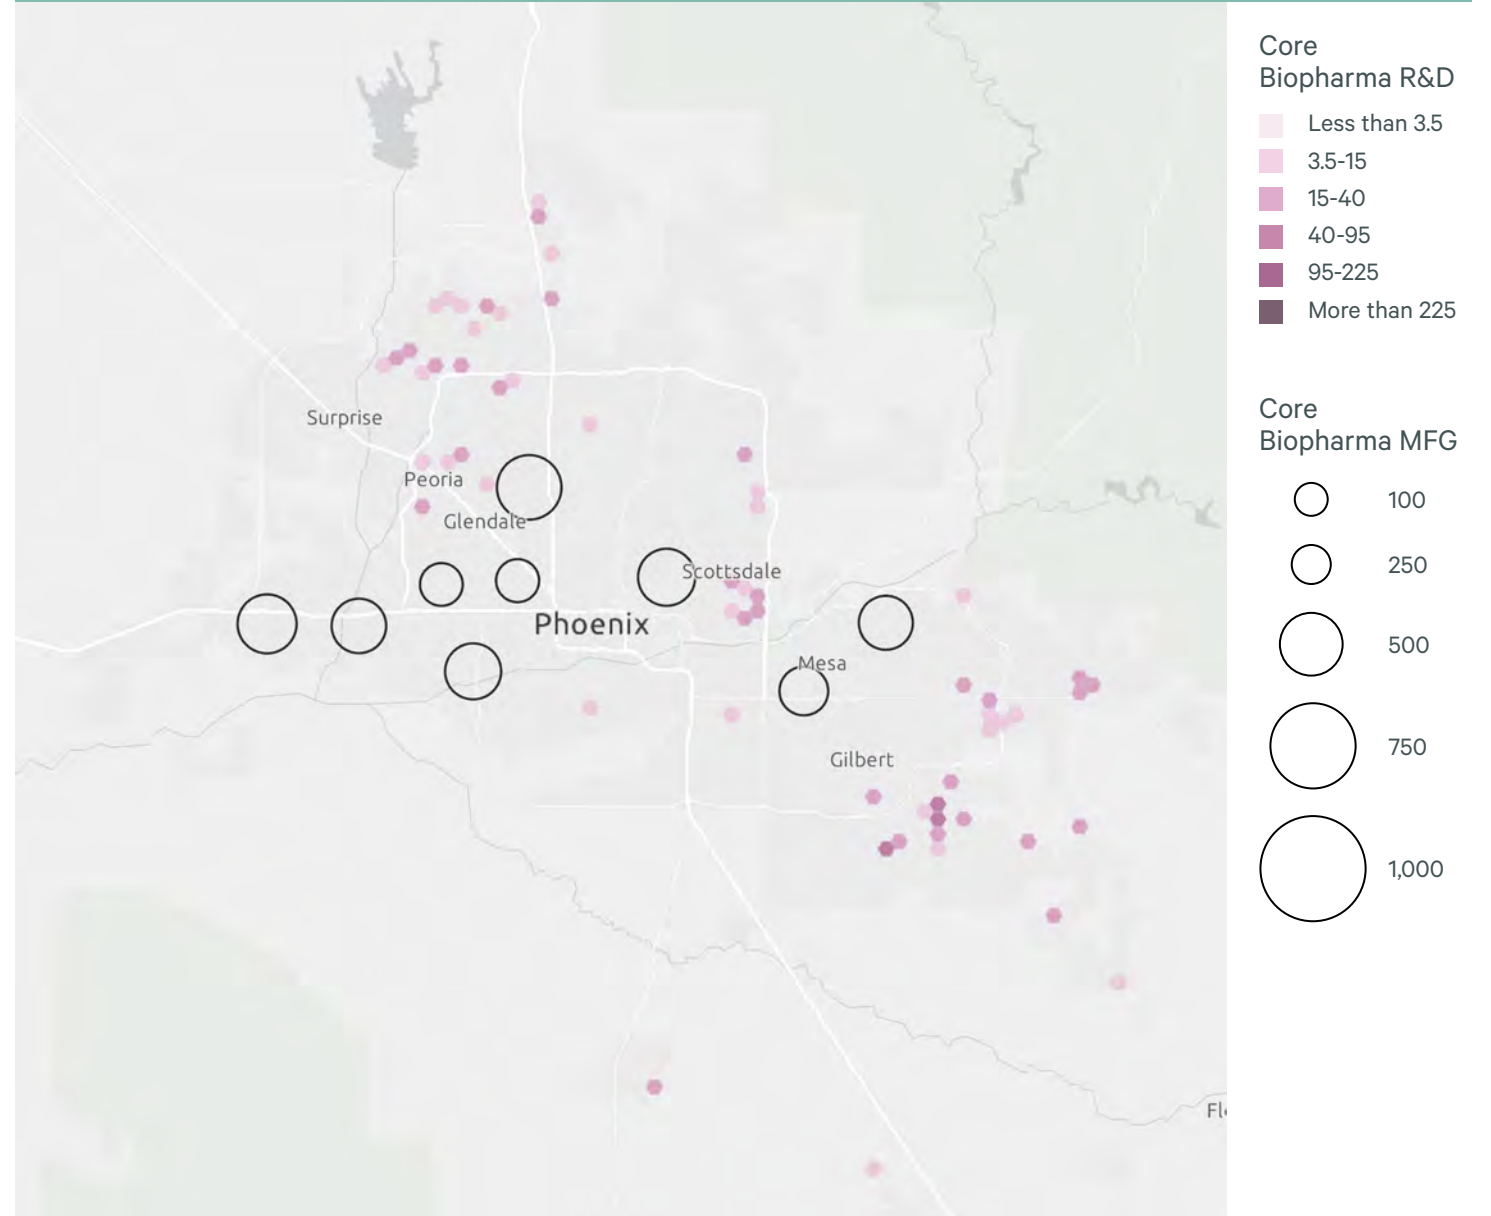 Core
Biopharma R&D
Less than 3.5
3.5-15
15-40
40-95
95-225
More than 225
Core
Biopharma MFG
100
250
500
750
1,000
Surprise
Peoria
Glendale
Scottsdale
Phoenix
Mesa
Gilbert